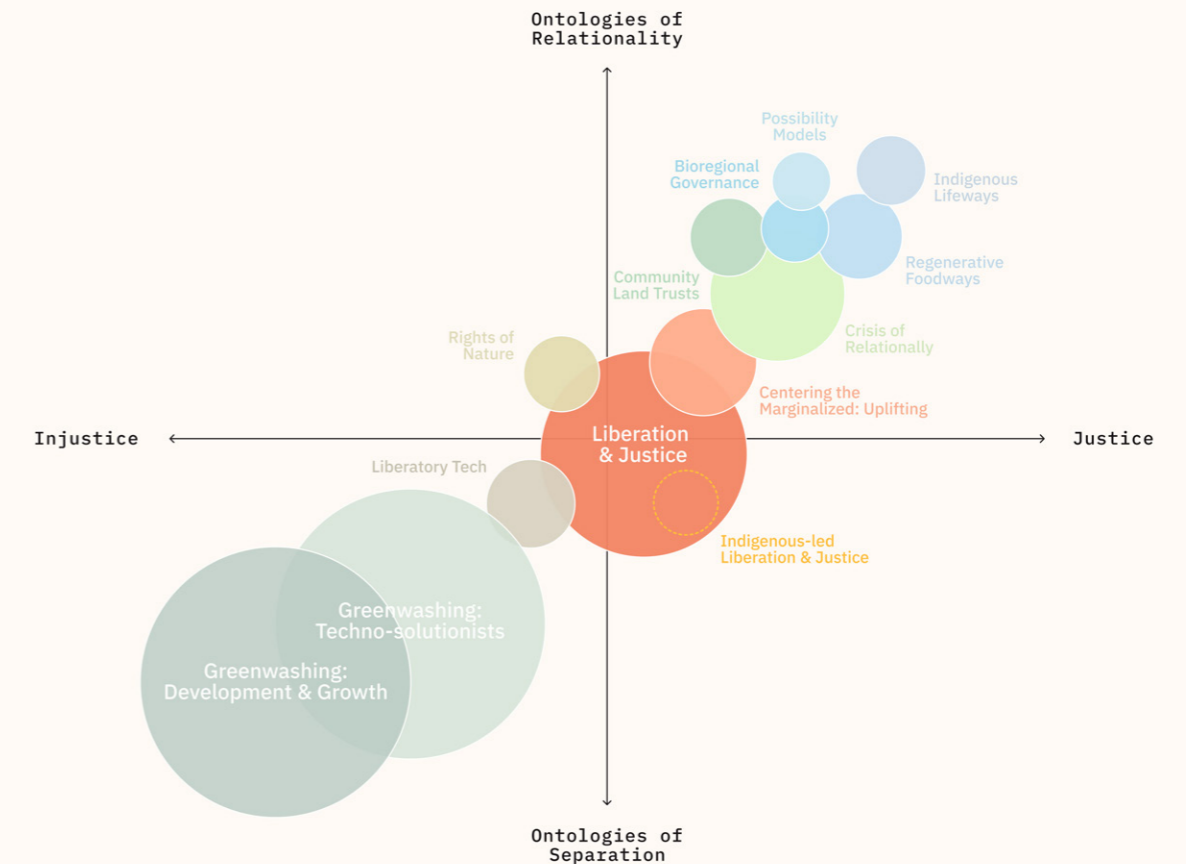 Ontologies of
Relationality
Possibility
Models
Bioregional
Governance
Indigenous
Lifeways
Regenerative
Foodways
Community
Land Trusts
Crisis of
Relationally
Rights of
Nature
Centering the
Marginalized: Uplifting
Injustice
Liberation
& Justice
Justice
Liberatory Tech
Indigenous-led
Liberation & Justice
Greenwashing:
Techno-solutionists
Greenwashing:
Development & Growth
Ontologies of
Separation